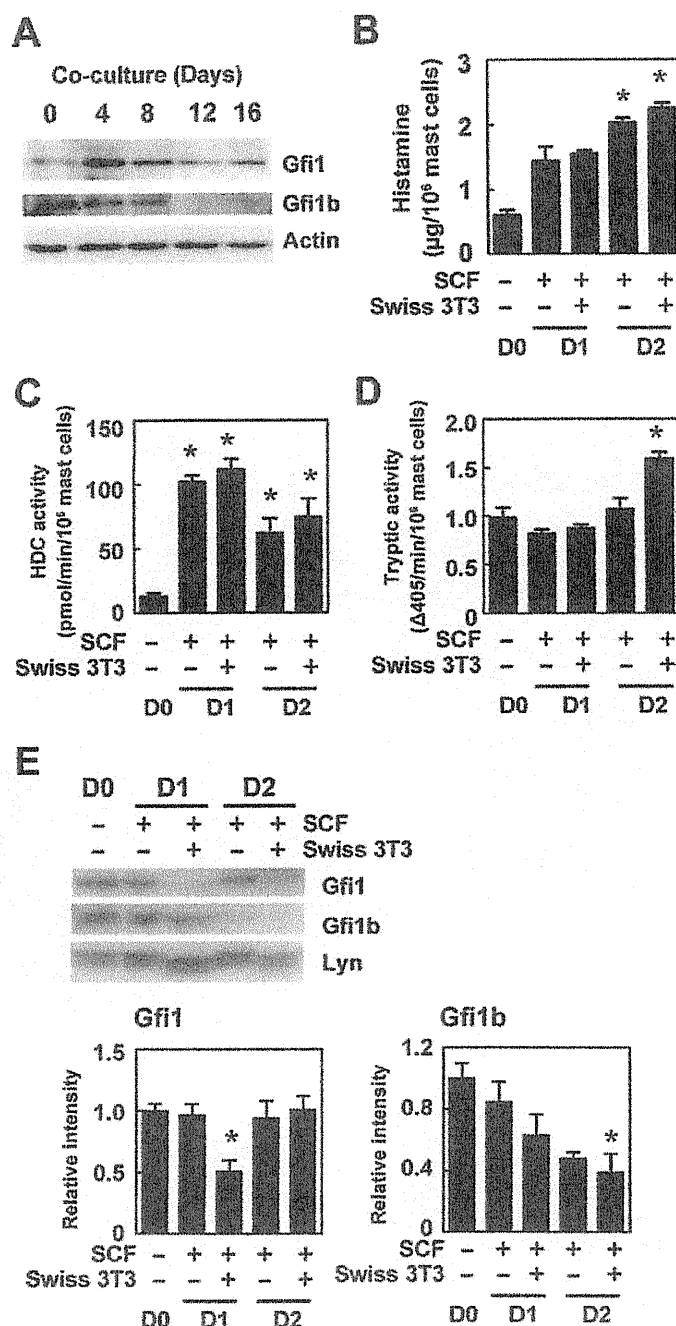 A
Co-culture (Days)
0 4 8 12 16
Gfi1
Gfi1b
Actin
B
Histamine
(µg/10⁶ mast cells)
3
2
1
0
* *
SCF - + + + +
Swiss 3T3 - - + - +
D0 D1 D2
C
HDC activity
(pmol/min/10⁶ mast cells)
150
100
50
0
* * * *
SCF - + + + +
Swiss 3T3 - - + - +
D0 D1 D2
D
Tryptic activity
(Δ405/min/10⁶ mast cells)
2.0
1.5
1.0
0.5
0
*
SCF - + + + +
Swiss 3T3 - - + - +
D0 D1 D2
E
D0 D1 D2
- + + + + SCF
- - + - + Swiss 3T3
Gfi1
Gfi1b
Lyn
Gfi1
Relative intensity
1.5
1.0
0.5
0
*
SCF - + + + +
Swiss 3T3 - - + - +
D0 D1 D2
Gfi1b
Relative intensity
1.2
0.8
0.4
0
*
SCF - + + + +
Swiss 3T3 - - + - +
D0 D1 D2